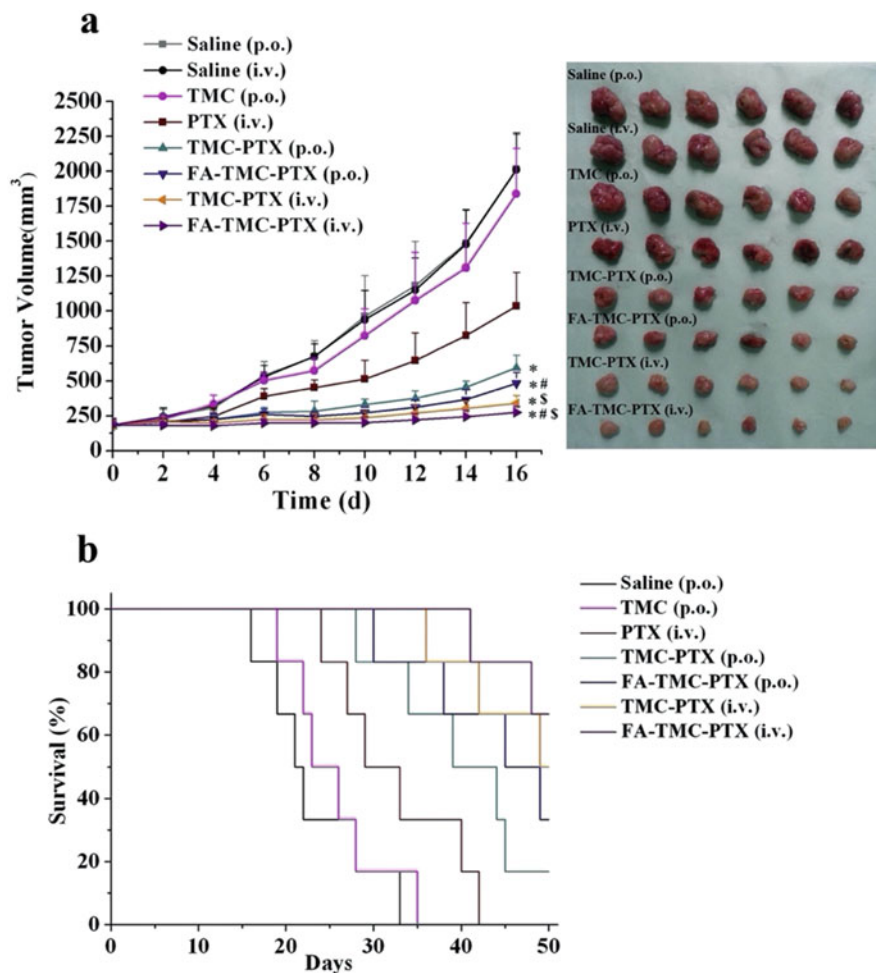 a
Saline (p.o.)
Saline (i.v.)
TMC (p.o.)
PTX (i.v.)
TMC-PTX (p.o.)
FA-TMC-PTX (p.o.)
TMC-PTX (i.v.)
FA-TMC-PTX (i.v.)
Tumor Volume(mm³)
2500
2250
2000
1750
1500
1250
1000
750
500
250
0
*
*#
*$
*# $
0 2 4 6 8 10 12 14 16
Time (d)
Saline (p.o.)
Saline (i.v.)
TMC (p.o.)
PTX (i.v.)
TMC-PTX (p.o.)
FA-TMC-PTX (p.o.)
TMC-PTX (i.v.)
FA-TMC-PTX (i.v.)
b
Survival (%)
100
80
60
40
20
0
0 10 20 30 40 50
Days
Saline (p.o.)
TMC (p.o.)
PTX (i.v.)
TMC-PTX (p.o.)
FA-TMC-PTX (p.o.)
TMC-PTX (i.v.)
FA-TMC-PTX (i.v.)